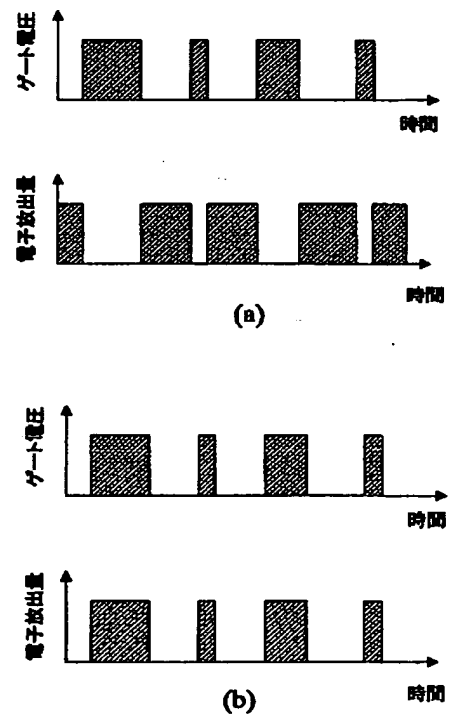 ゲート電圧
時間
電子放出量
時間
(a)
ゲート電圧
時間
電子放出量
時間
(b)